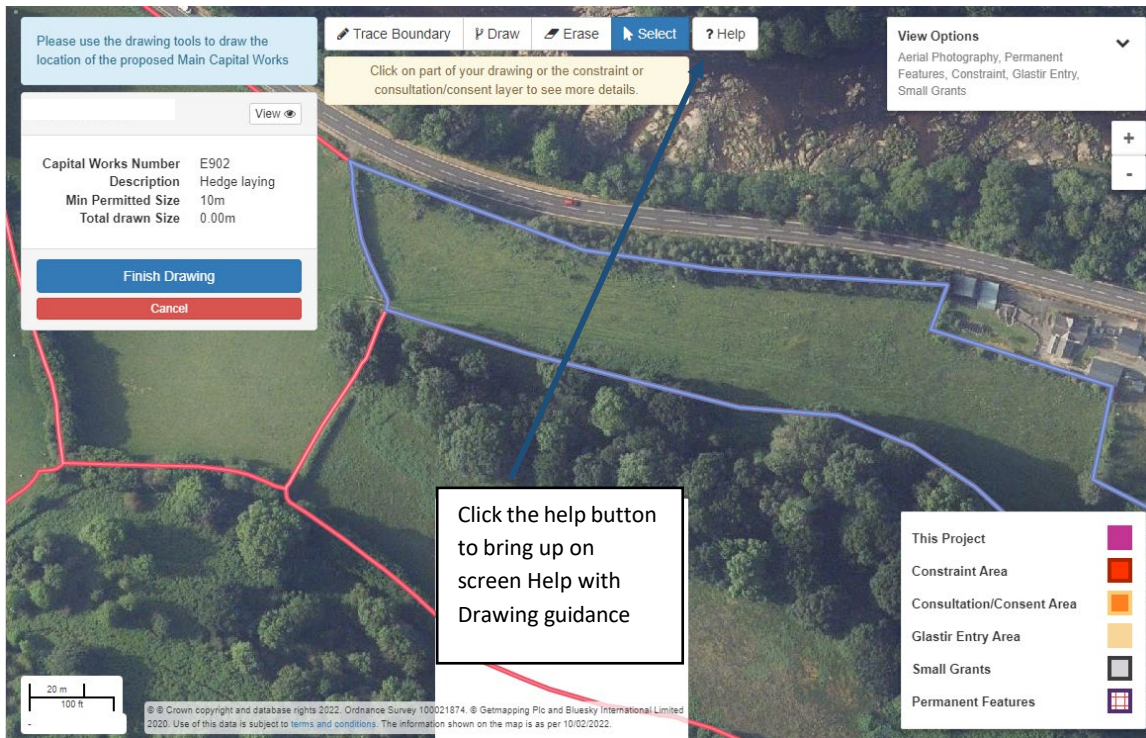 Please use the drawing tools to draw the
location of the proposed Main Capital Works
Trace Boundary
Draw
Erase
Select
? Help
Click on part of your drawing or the constraint or
consultation/consent layer to see more details.
View Options
Aerial Photography, Permanent
Features, Constraint, Glastir Entry,
Small Grants
+
-
View
Capital Works Number E902
Description Hedge laying
Min Permitted Size 10m
Total drawn Size 0.00m
Finish Drawing
Cancel
Click the help button
to bring up on
screen Help with
Drawing guidance
This Project
Constraint Area
Consultation/Consent Area
Glastir Entry Area
Small Grants
Permanent Features
20 m
100 ft
-
© © Crown copyright and database rights 2022. Ordnance Survey 100021874. © Getmapping Plc and Bluesky International Limited
2020. Use of this data is subject to terms and conditions. The information shown on the map is as per 10/02/2022.